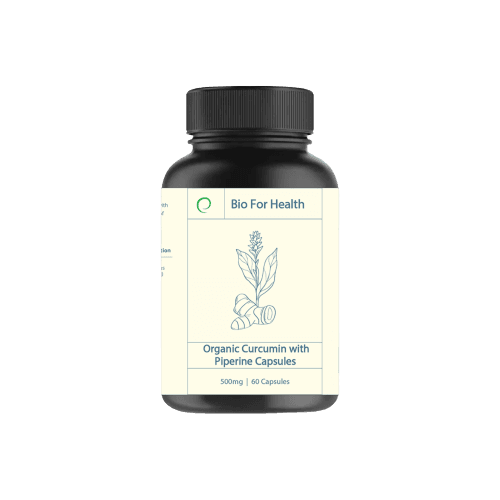 Bio For Health
Organic Curcumin with
Piperine Capsules
500mg | 60 Capsules